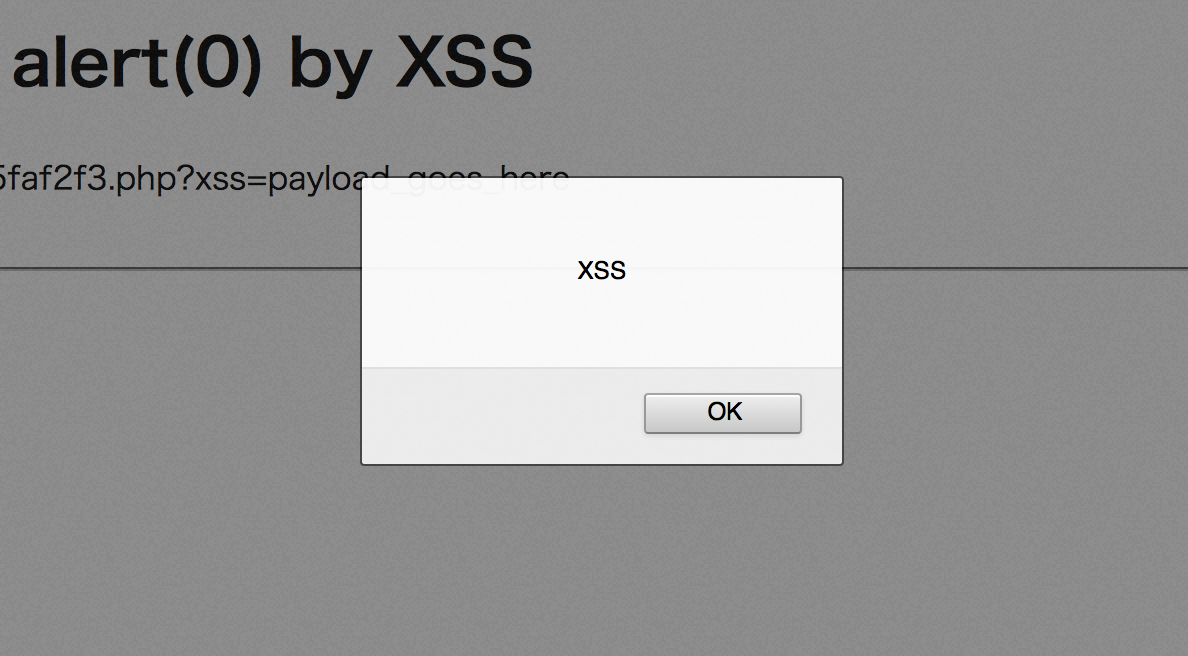 alert(0) by XSS
5faf2f3.php?xss=payload_goes_here
XSS
OK